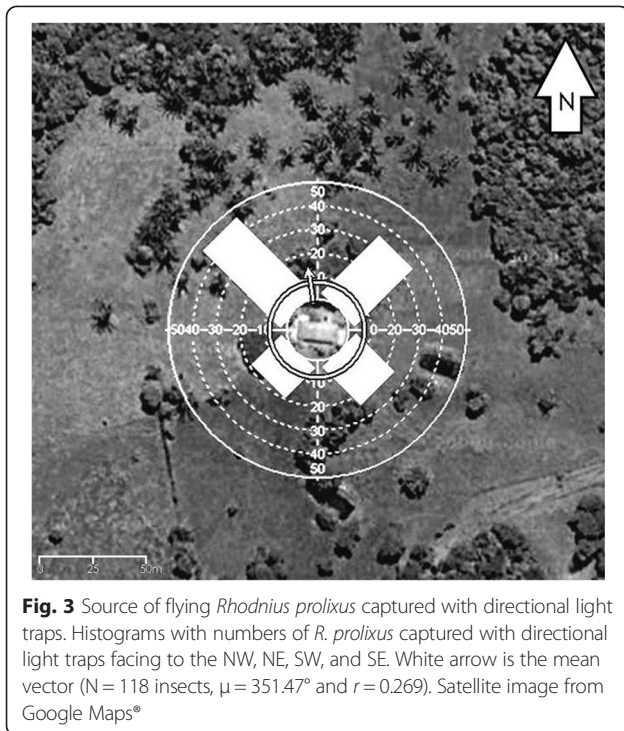 N
50
40
30
20
5040-30-20-10
0-20-30-4050
10
20
30
40
50
0 25 50m
Fig. 3 Source of flying Rhodnius prolixus captured with directional light
traps. Histograms with numbers of R. prolixus captured with directional
light traps facing to the NW, NE, SW, and SE. White arrow is the mean
vector (N = 118 insects, μ = 351.47° and r = 0.269). Satellite image from
Google Maps®